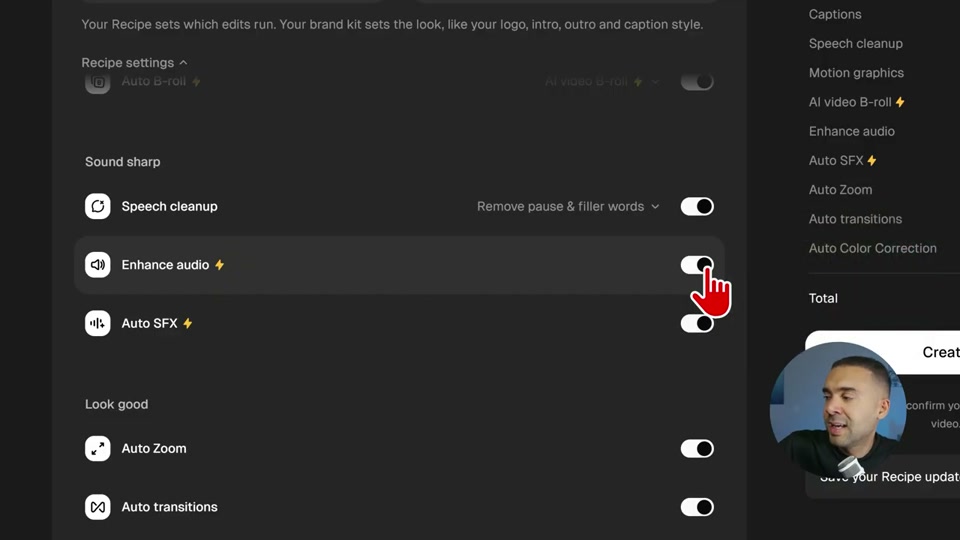 Your Recipe sets which edits run. Your brand kit sets the look, like your logo, intro, outro and caption style.
Recipe settings
Auto B-roll
AI video B-roll
Sound sharp
Speech cleanup
Remove pause & filler words
Enhance audio
Auto SFX
Look good
Auto Zoom
Auto transitions
Captions
Speech cleanup
Motion graphics
AI video B-roll
Enhance audio
Auto SFX
Auto Zoom
Auto transitions
Auto Color Correction
Total
Creat
confirm yo
video.
Save your Recipe updat